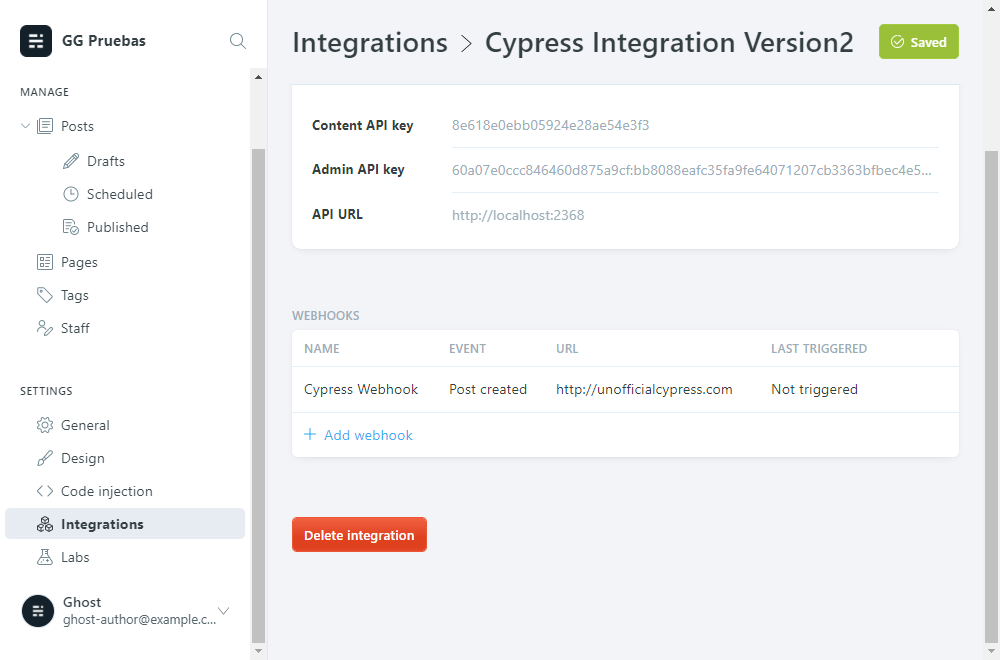 GG Pruebas
MANAGE
Posts
Drafts
Scheduled
Published
Pages
Tags
Staff
SETTINGS
General
Design
Code injection
Integrations
Labs
Ghost
ghost-author@example.c...
Integrations > Cypress Integration Version2
Saved
Content API key 8e618e0ebb05924e28ae54e3f3
Admin API key 60a07e0ccc846460d875a9cf:bb8088eafc35fa9fe64071207cb3363bfbec4e5...
API URL http://localhost:2368
WEBHOOKS
NAME EVENT URL LAST TRIGGERED
Cypress Webhook Post created http://unofficialcypress.com Not triggered
+ Add webhook
Delete integration